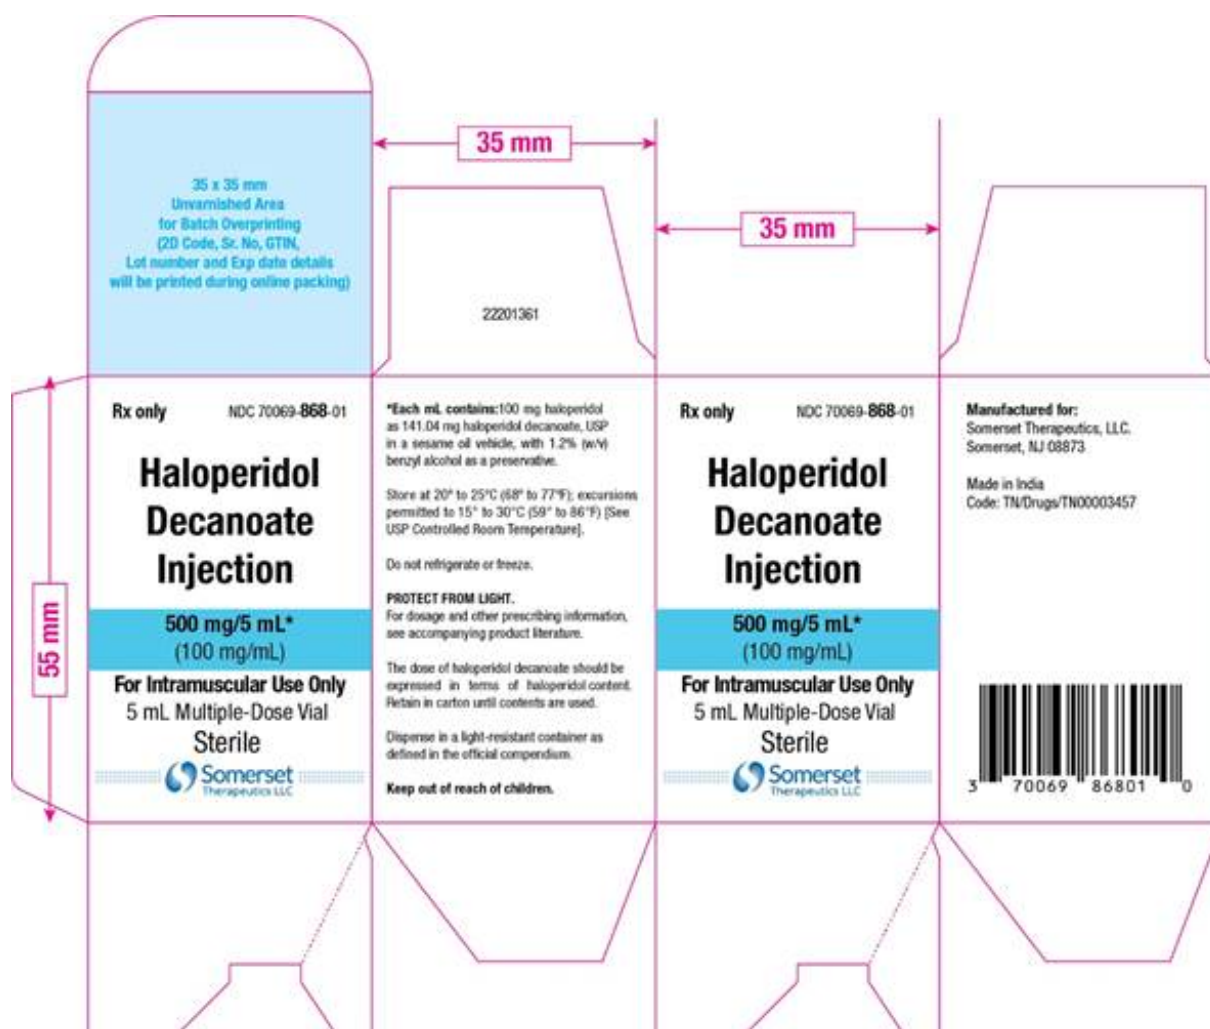 35 mm
35 x 35 mm
Unvarnished Area
for Batch Overprinting
(2D Code, Sr. No, GTIN,
Lot number and Exp date details
will be printed during online packing)
35 mm
22201361
55 mm
Rx only NDC 70069-868-01
Haloperidol
Decanoate
Injection
500 mg/5 mL*
(100 mg/mL)
For Intramuscular Use Only
5 mL Multiple-Dose Vial
Sterile
Somerset
Therapeutics LLC
*Each mL contains:100 mg haloperidol
as 141.04 mg haloperidol decanoate, USP
in a sesame oil vehicle, with 1.2% (w/v)
benzyl alcohol as a preservative.
Store at 20° to 25°C (68° to 77°F); excursions
permitted to 15° to 30°C (59° to 86°F) [See
USP Controlled Room Temperature].
Do not refrigerate or freeze.
PROTECT FROM LIGHT.
For dosage and other prescribing information,
see accompanying product literature.
The dose of haloperidol decanoate should be
expressed in terms of haloperidol content.
Retain in carton until contents are used.
Dispense in a light-resistant container as
defined in the official compendium.
Keep out of reach of children.
Rx only NDC 70069-868-01
Haloperidol
Decanoate
Injection
500 mg/5 mL*
(100 mg/mL)
For Intramuscular Use Only
5 mL Multiple-Dose Vial
Sterile
Somerset
Therapeutics LLC
Manufactured for:
Somerset Therapeutics, LLC.
Somerset, NJ 08873
Made in India
Code: TN/Drugs/TN00003457
3 70069 86801 0